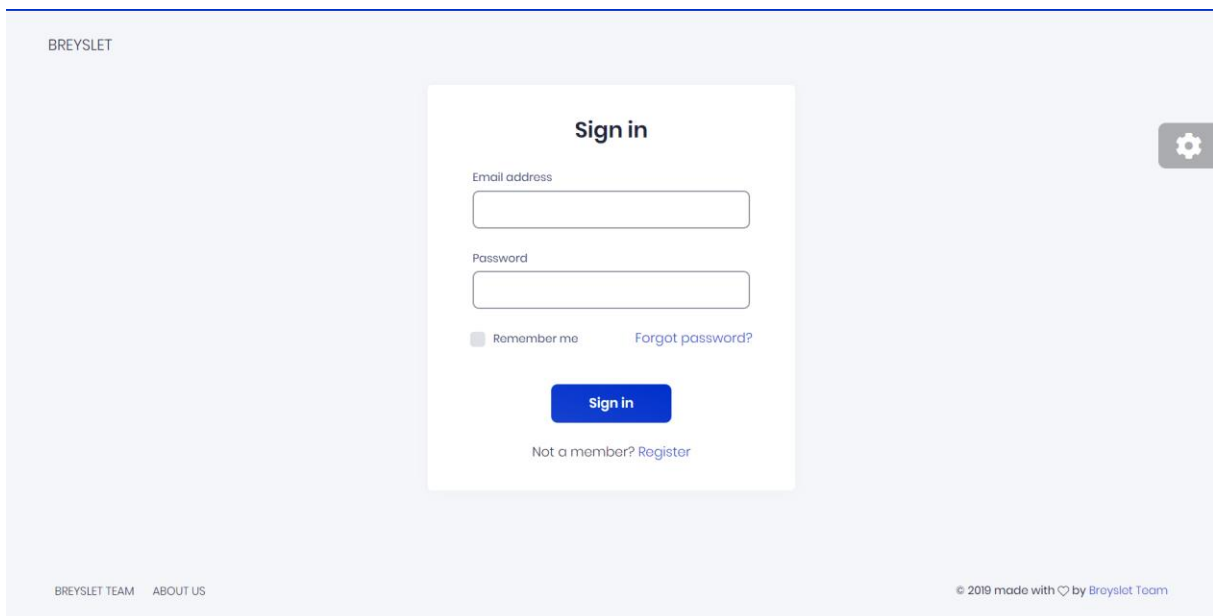 BREYSLET
Sign in
Email address
Password
Remember me Forgot password?
Sign in
Not a member? Register
BREYSLET TEAM ABOUT US © 2019 made with ♡ by Breyslet Team